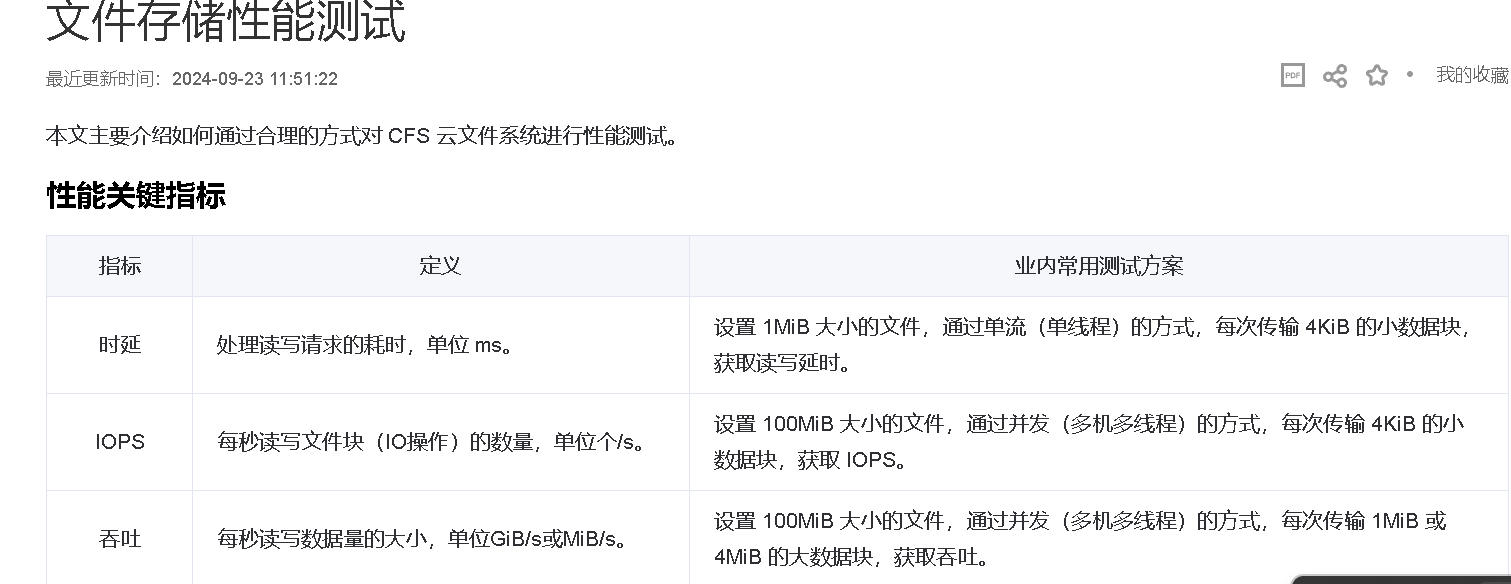 文件存储性能测试
最近更新时间：2024-09-23 11:51:22
PDF
我的收藏
本文主要介绍如何通过合理的方式对 CFS 云文件系统进行性能测试。
性能关键指标
指标
定义
业内常用测试方案
时延
处理读写请求的耗时，单位 ms。
设置 1MiB 大小的文件，通过单流（单线程）的方式，每次传输 4KiB 的小数据块，
获取读写延时。
IOPS
每秒读写文件块（IO操作）的数量，单位个/s。
设置 100MiB 大小的文件，通过并发（多机多线程）的方式，每次传输 4KiB 的小
数据块，获取 IOPS。
吞吐
每秒读写数据量的大小，单位GiB/s或MiB/s。
设置 100MiB 大小的文件，通过并发（多机多线程）的方式，每次传输 1MiB 或
4MiB 的大数据块，获取吞吐。